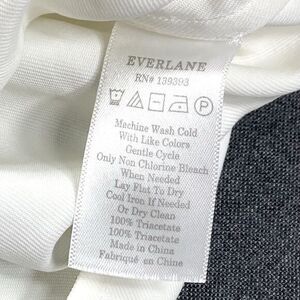 EVERLANE
RN# 139393
Machine Wash Cold
With Like Colors
Gentle Cycle
Only Non Chlorine Bleach
When Needed
Lay Flat To Dry
Cool Iron If Needed
Or Dry Clean
100% Triacetate
100% Triacetate
Made in China
Fabriqué en Chine